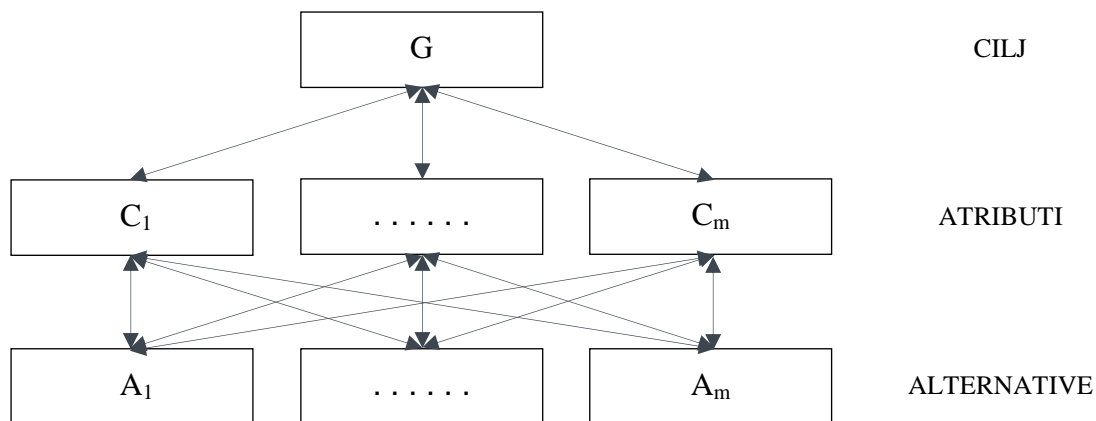 G CILJ
C₁ . . . . . . Cₘ ATRIBUTI
A₁ . . . . . . Aₘ ALTERNATIVE